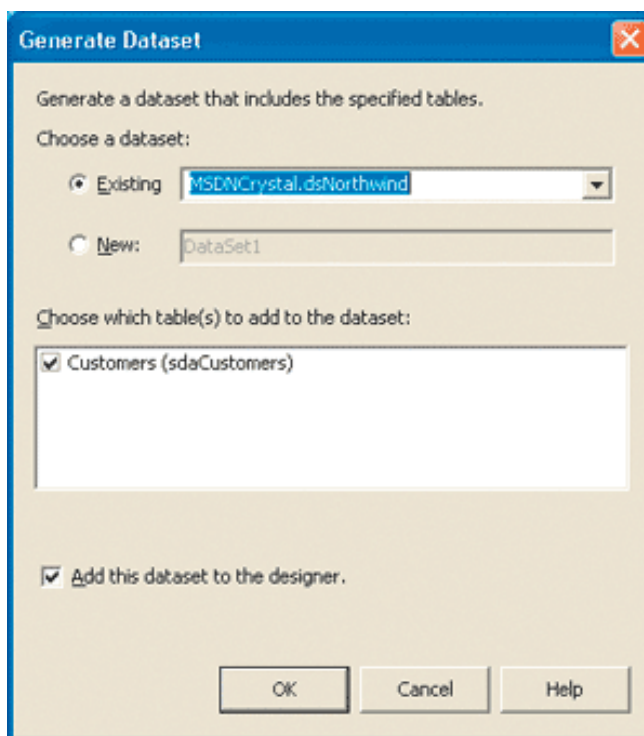 Generate Dataset
Generate a dataset that includes the specified tables.
Choose a dataset:
Existing MSDNCrystal.dsNorthwind
New: DataSet1
Choose which table(s) to add to the dataset:
Customers (sdaCustomers)
Add this dataset to the designer.
OK Cancel Help